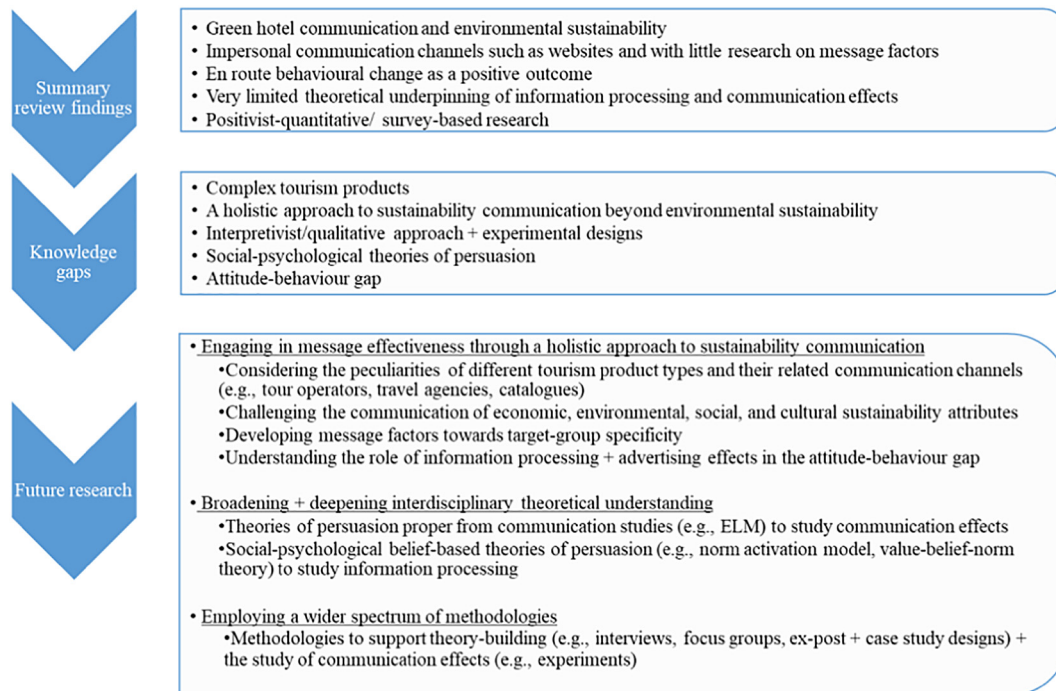 Summary
review findings
• Green hotel communication and environmental sustainability
• Impersonal communication channels such as websites and with little research on message factors
• En route behavioural change as a positive outcome
• Very limited theoretical underpinning of information processing and communication effects
• Positivist-quantitative/ survey-based research
Knowledge
gaps
• Complex tourism products
• A holistic approach to sustainability communication beyond environmental sustainability
• Interpretivist/qualitative approach + experimental designs
• Social-psychological theories of persuasion
• Attitude-behaviour gap
Future research
• Engaging in message effectiveness through a holistic approach to sustainability communication
•Considering the peculiarities of different tourism product types and their related communication channels
(e.g., tour operators, travel agencies, catalogues)
•Challenging the communication of economic, environmental, social, and cultural sustainability attributes
•Developing message factors towards target-group specificity
•Understanding the role of information processing + advertising effects in the attitude-behaviour gap
• Broadening + deepening interdisciplinary theoretical understanding
•Theories of persuasion proper from communication studies (e.g., ELM) to study communication effects
•Social-psychological belief-based theories of persuasion (e.g., norm activation model, value-belief-norm
theory) to study information processing
• Employing a wider spectrum of methodologies
•Methodologies to support theory-building (e.g., interviews, focus groups, ex-post + case study designs) +
the study of communication effects (e.g., experiments)